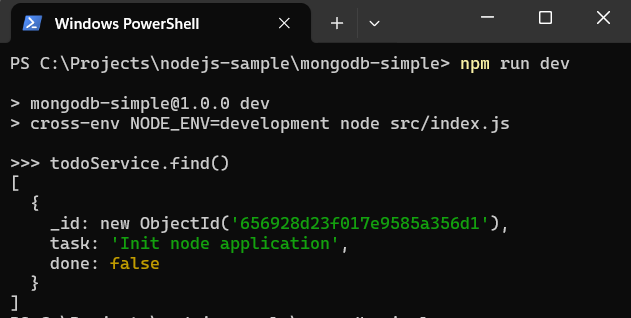 Windows PowerShell
PS C:\Projects\nodejs-sample\mongodb-simple> npm run dev
> mongodb-simple@1.0.0 dev
> cross-env NODE_ENV=development node src/index.js
>>> todoService.find()
[
{
_id: new ObjectId('656928d23f017e9585a356d1'),
task: 'Init node application',
done: false
}
]